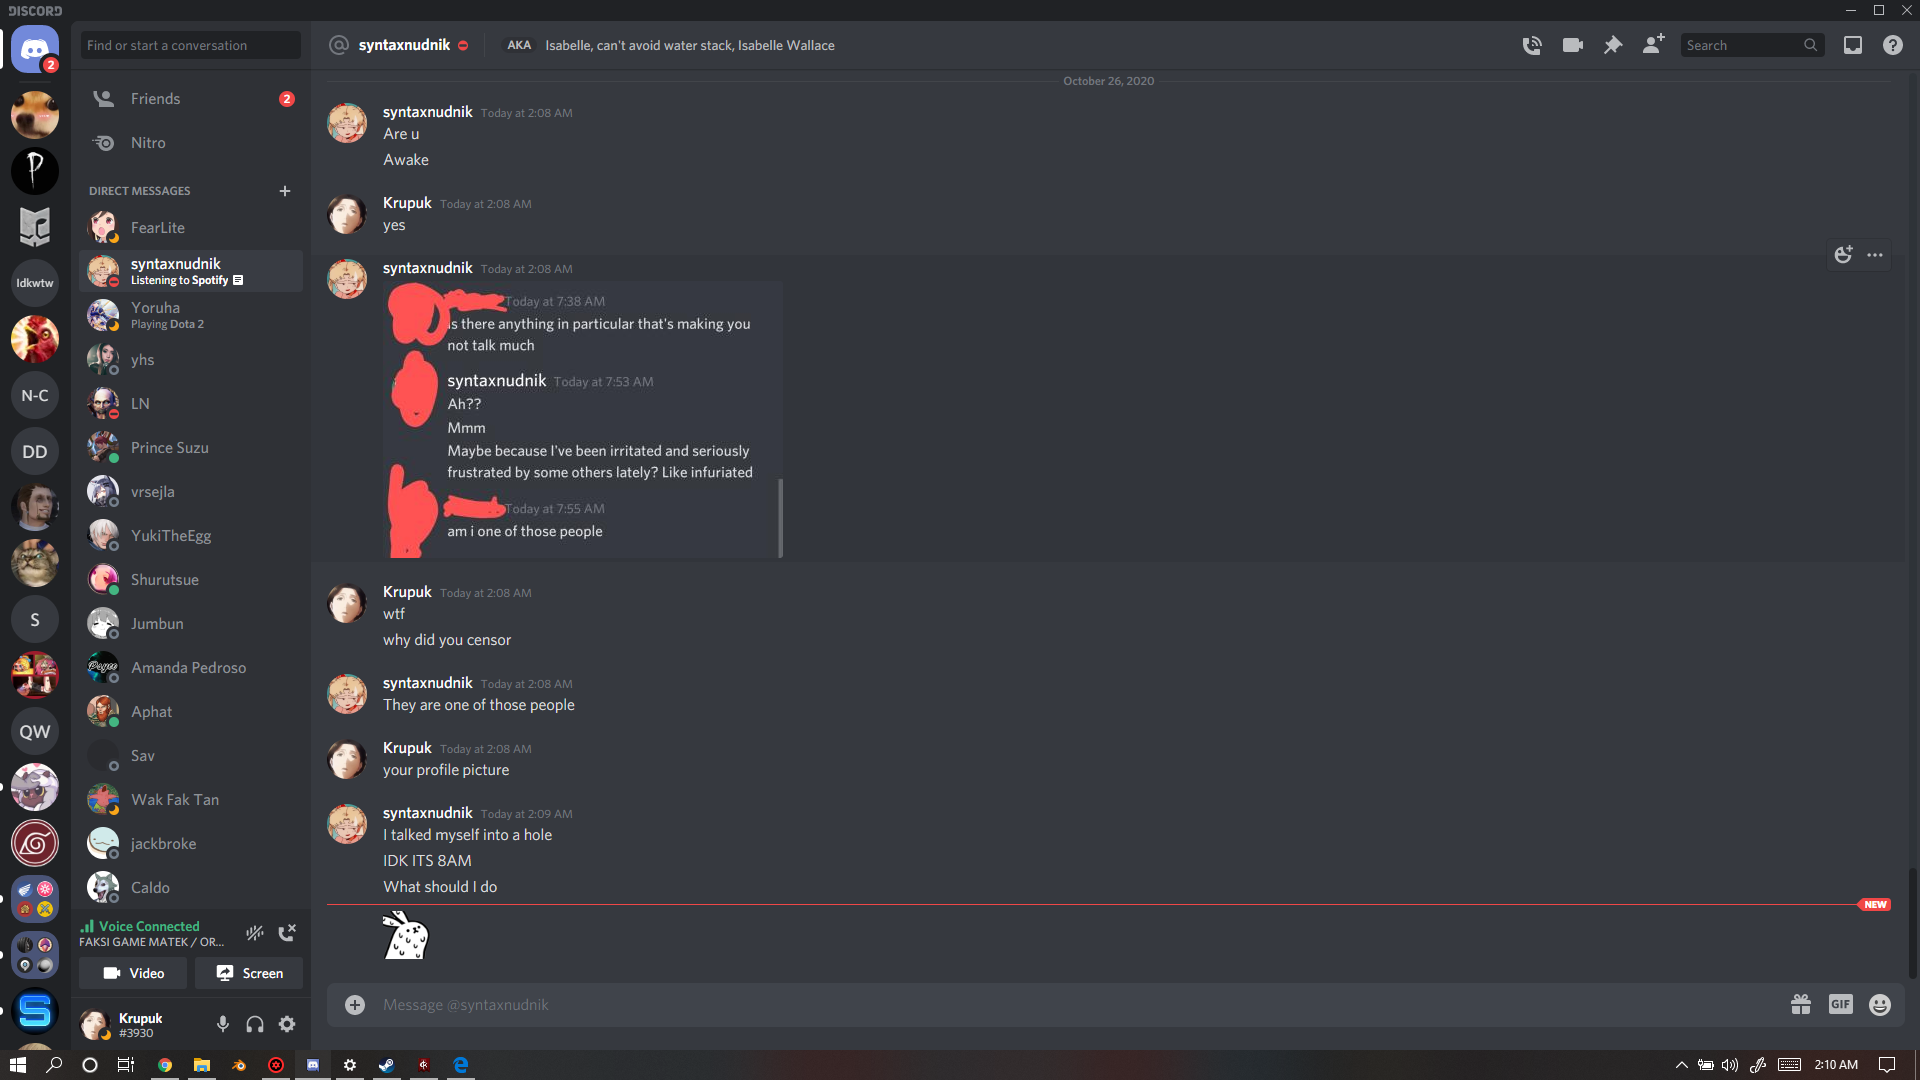 DISCORD
Find or start a conversation
syntaxnudnik
AKA
Isabelle, can't avoid water stack, Isabelle Wallace
Search
2
Friends
2
Nitro
DIRECT MESSAGES
FearLite
syntaxnudnik
Listening to Spotify
Yoruha
Playing Dota 2
yhs
LN
Prince Suzu
vrsejla
YukiTheEgg
Shurutsue
Jumbun
Amanda Pedroso
Aphat
Sav
Wak Fak Tan
jackbroke
Caldo
Idkwtw
N-C
DD
S
QW
Voice Connected
FAKSI GAME MATEK / OR...
Video
Screen
Krupuk
#3930
October 26, 2020
syntaxnudnik Today at 2:08 AM
Are u
Awake
Krupuk Today at 2:08 AM
yes
syntaxnudnik Today at 2:08 AM
Today at 7:38 AM
is there anything in particular that's making you
not talk much
syntaxnudnik Today at 7:53 AM
Ah??
Mmm
Maybe because I've been irritated and seriously
frustrated by some others lately? Like infuriated
Today at 7:55 AM
am i one of those people
Krupuk Today at 2:08 AM
wtf
why did you censor
syntaxnudnik Today at 2:08 AM
They are one of those people
Krupuk Today at 2:08 AM
your profile picture
syntaxnudnik Today at 2:09 AM
I talked myself into a hole
IDK ITS 8AM
What should I do
NEW
Message @syntaxnudnik
GIF
2:10 AM